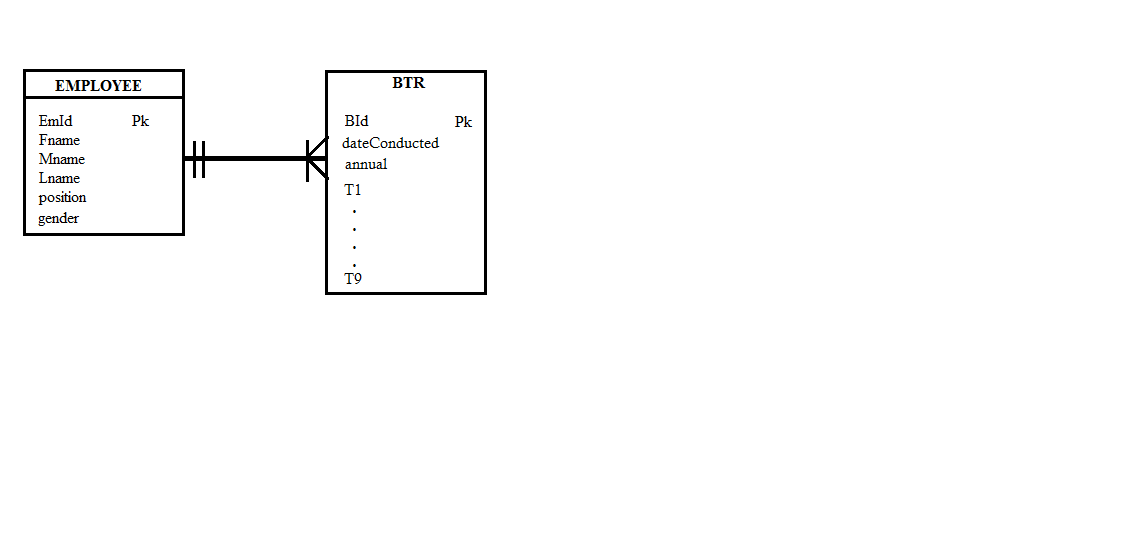 EMPLOYEE
EmId Pk
Fname
Mname
Lname
position
gender
BTR
BId Pk
dateConducted
annual
T1
.
.
.
.
T9